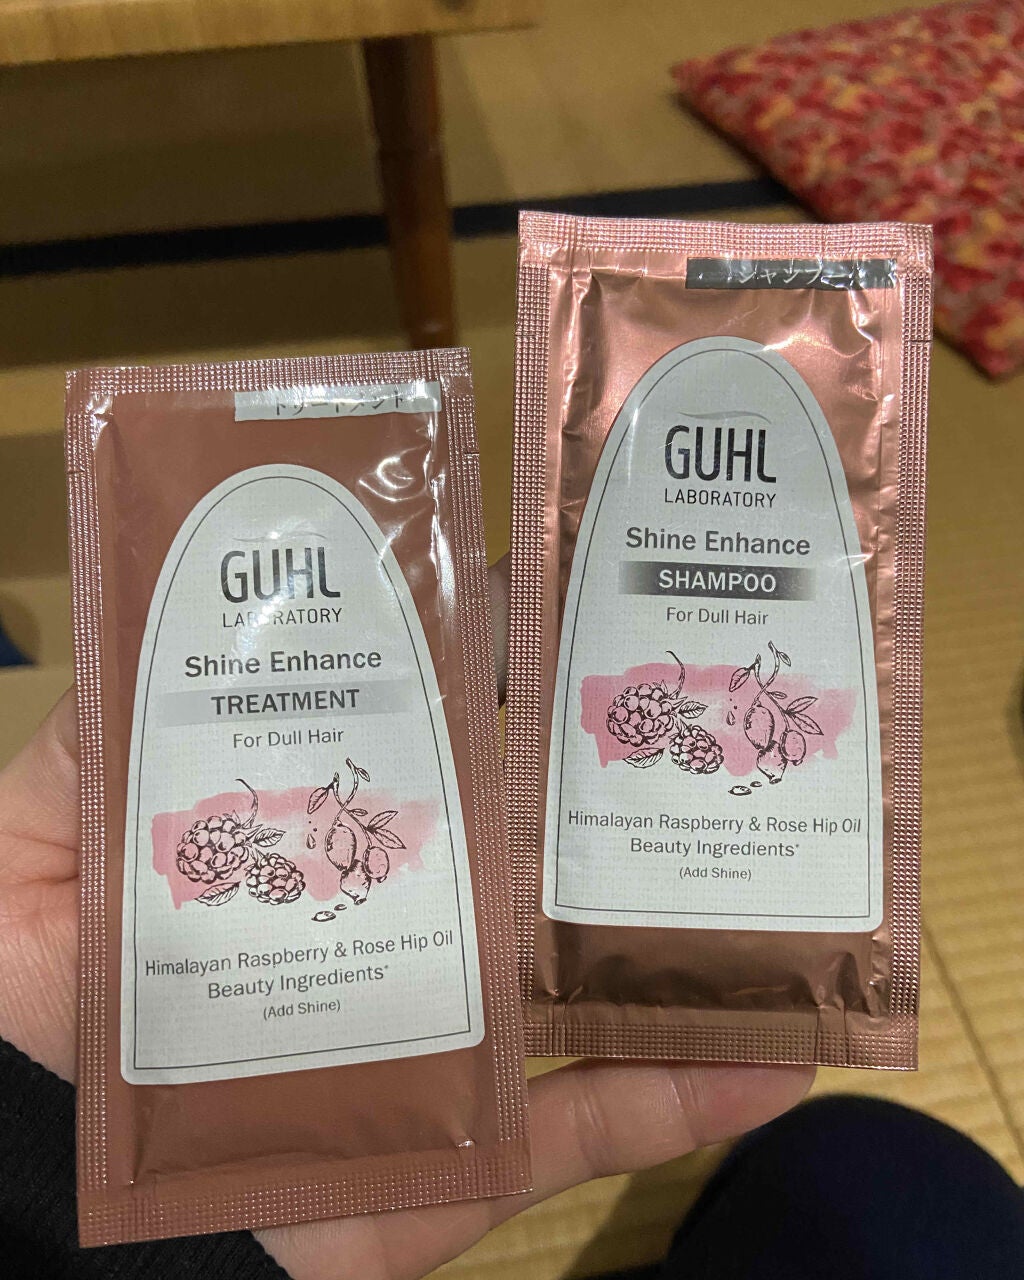 トリートメント
GUHL
LABORATORY
Shine Enhance
TREATMENT
For Dull Hair
Himalayan Raspberry & Rose Hip Oil
Beauty Ingredients*
(Add Shine)
シャンプー
GUHL
LABORATORY
Shine Enhance
SHAMPOO
For Dull Hair
Himalayan Raspberry & Rose Hip Oil
Beauty Ingredients*
(Add Shine)